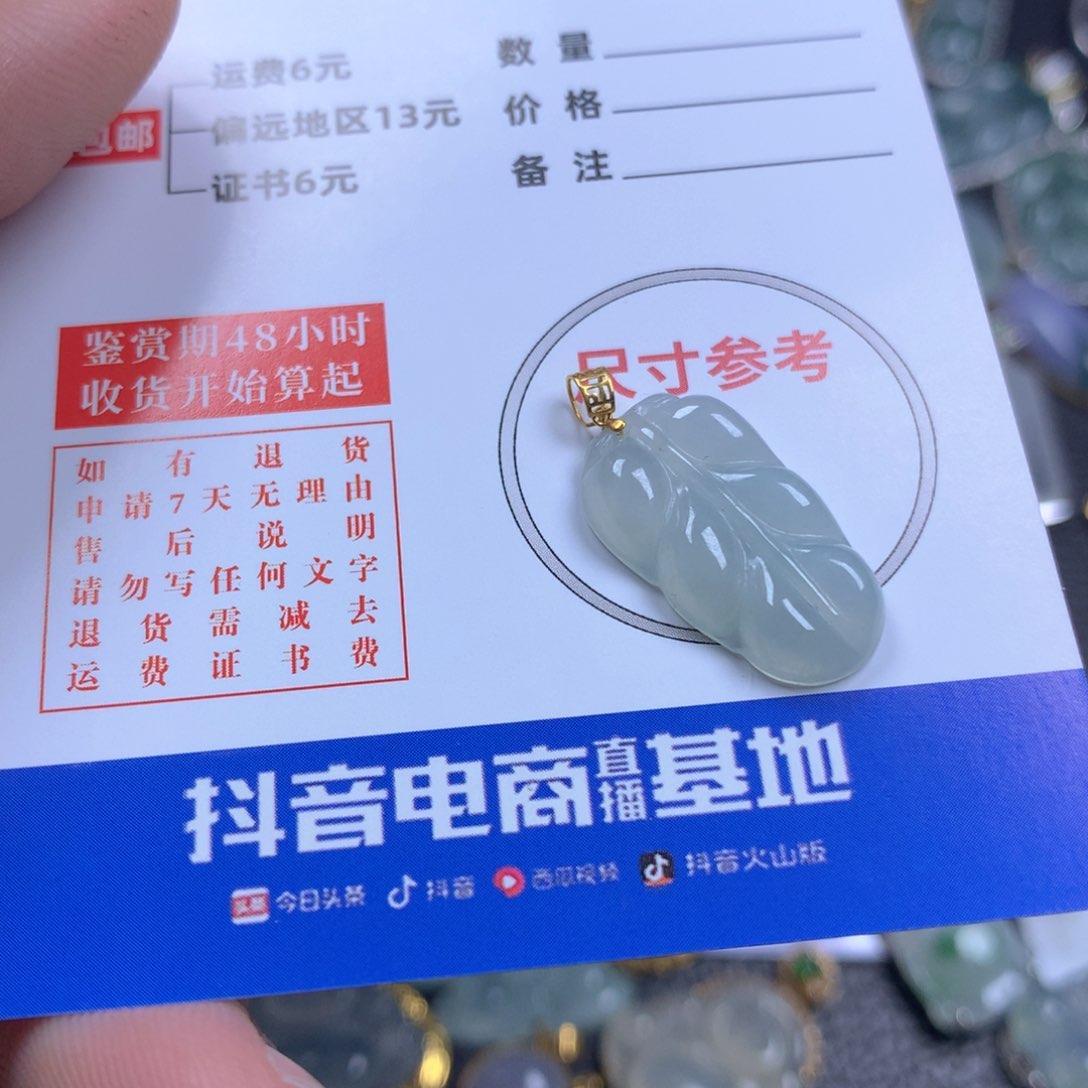 运费6元
包邮
偏远地区13元
证书6元
数量
价格
备注
鉴赏期48小时
收货开始算起
如有退货
申请7天无理由
售后说明
请勿写任何文字
退货需减去
运费证书费
尺寸参考
抖音电商直播基地
头条 今日头条 抖音 西瓜视频 抖音火山版